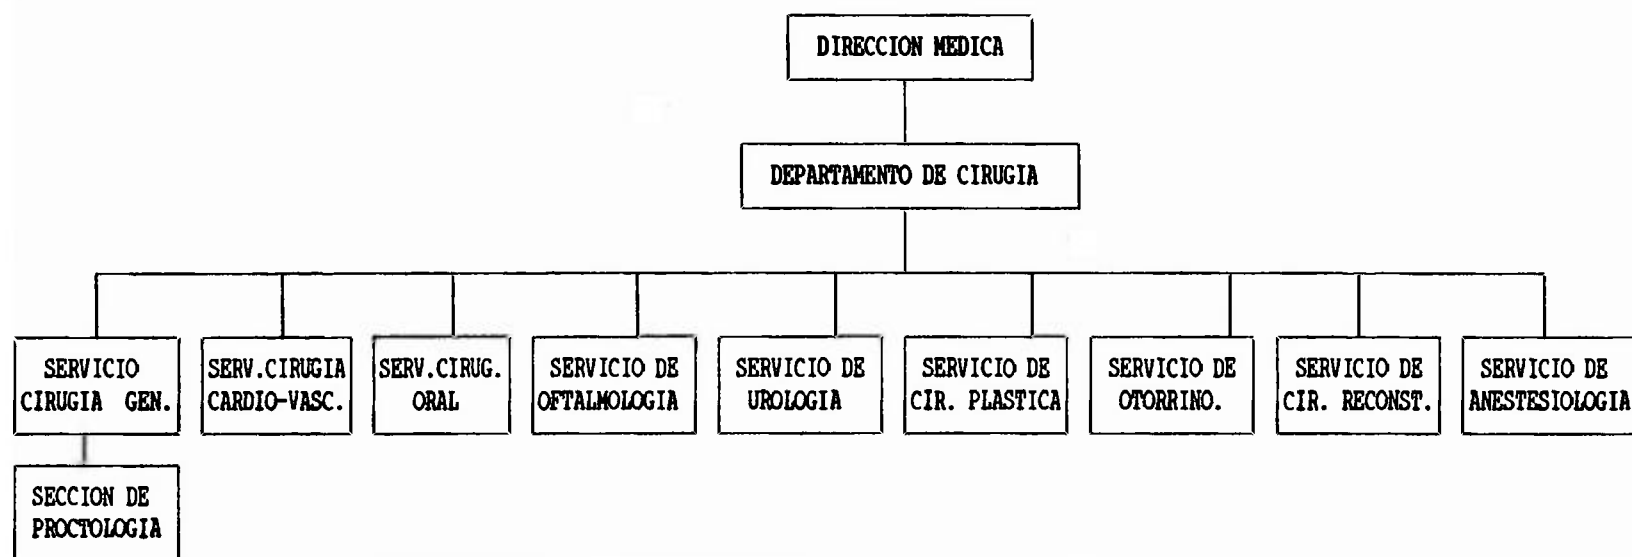 DIRECCION MEDICA
DEPARTAMENTO DE CIRUGIA
SERVICIO
CIRUGIA GEN.
SERV.CIRUGIA
CARDIO-VASC.
SERV.CIRUG.
ORAL
SERVICIO DE
OFTALMOLOGIA
SERVICIO DE
UROLOGIA
SERVICIO DE
CIR. PLASTICA
SERVICIO DE
OTORRINO.
SERVICIO DE
CIR. RECONST.
SERVICIO DE
ANESTESIOLOGIA
SECCION DE
PROCTOLOGIA